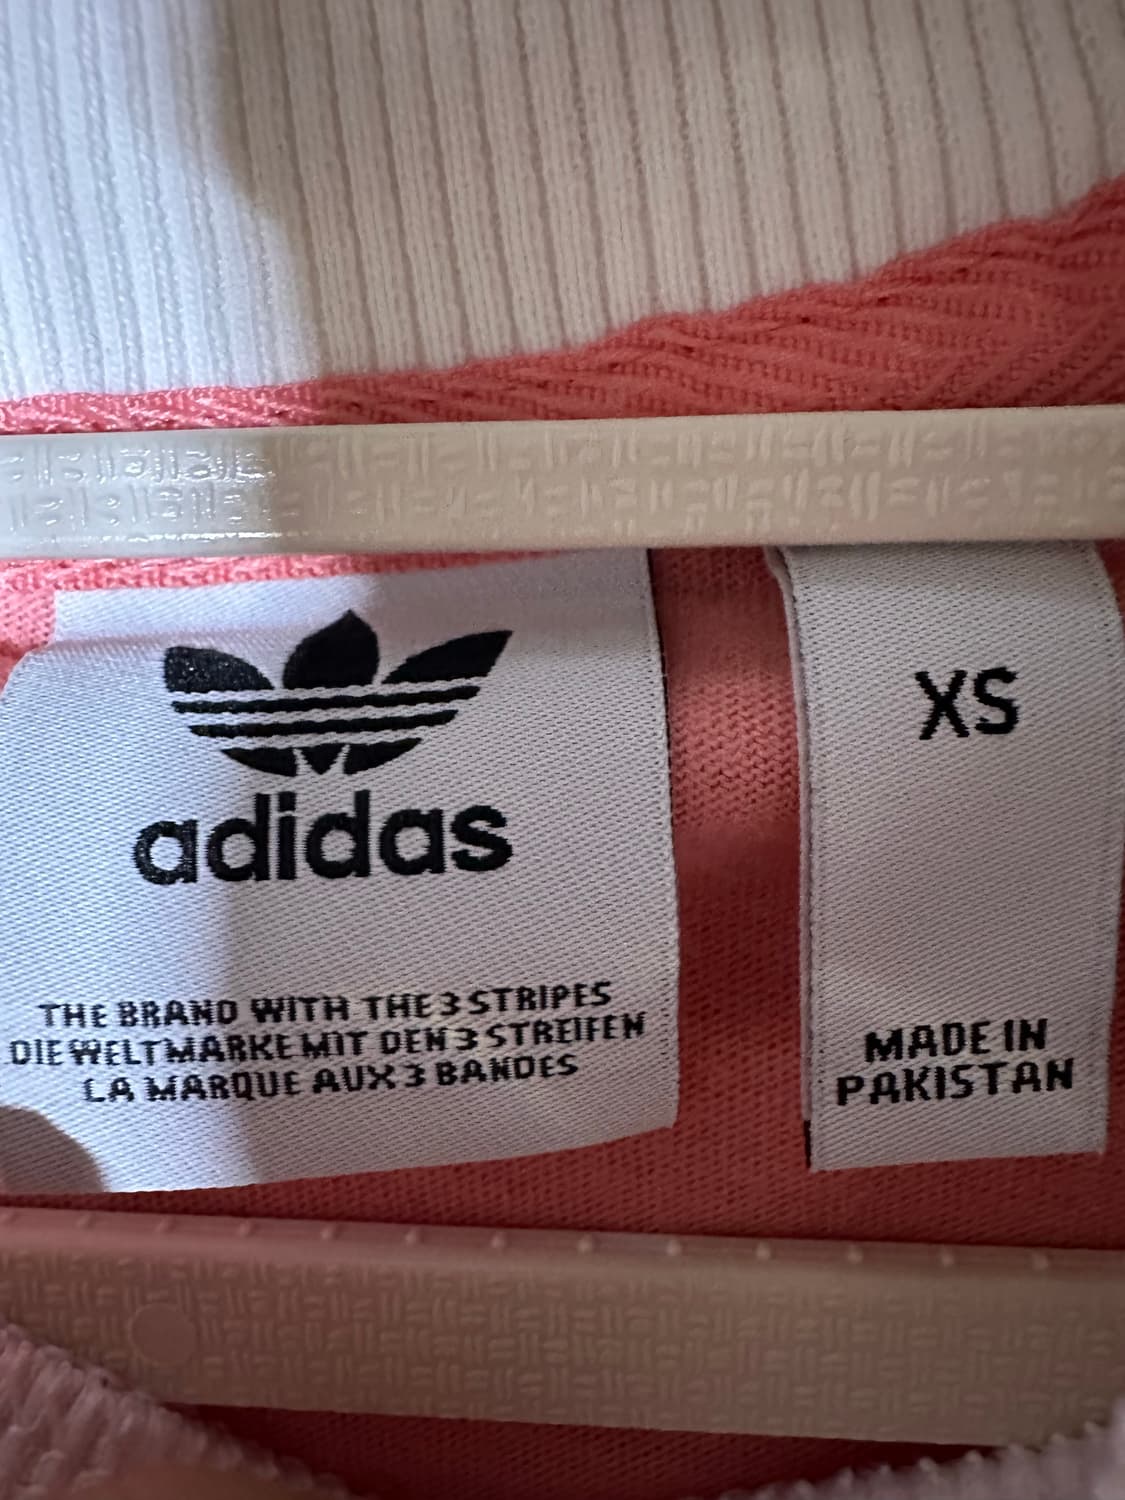 adidas
THE BRAND WITH THE 3 STRIPES
DIE WELTMARKE MIT DEN 3 STREIFEN
LA MARQUE AUX 3 BANDES
XS
MADE IN
PAKISTAN